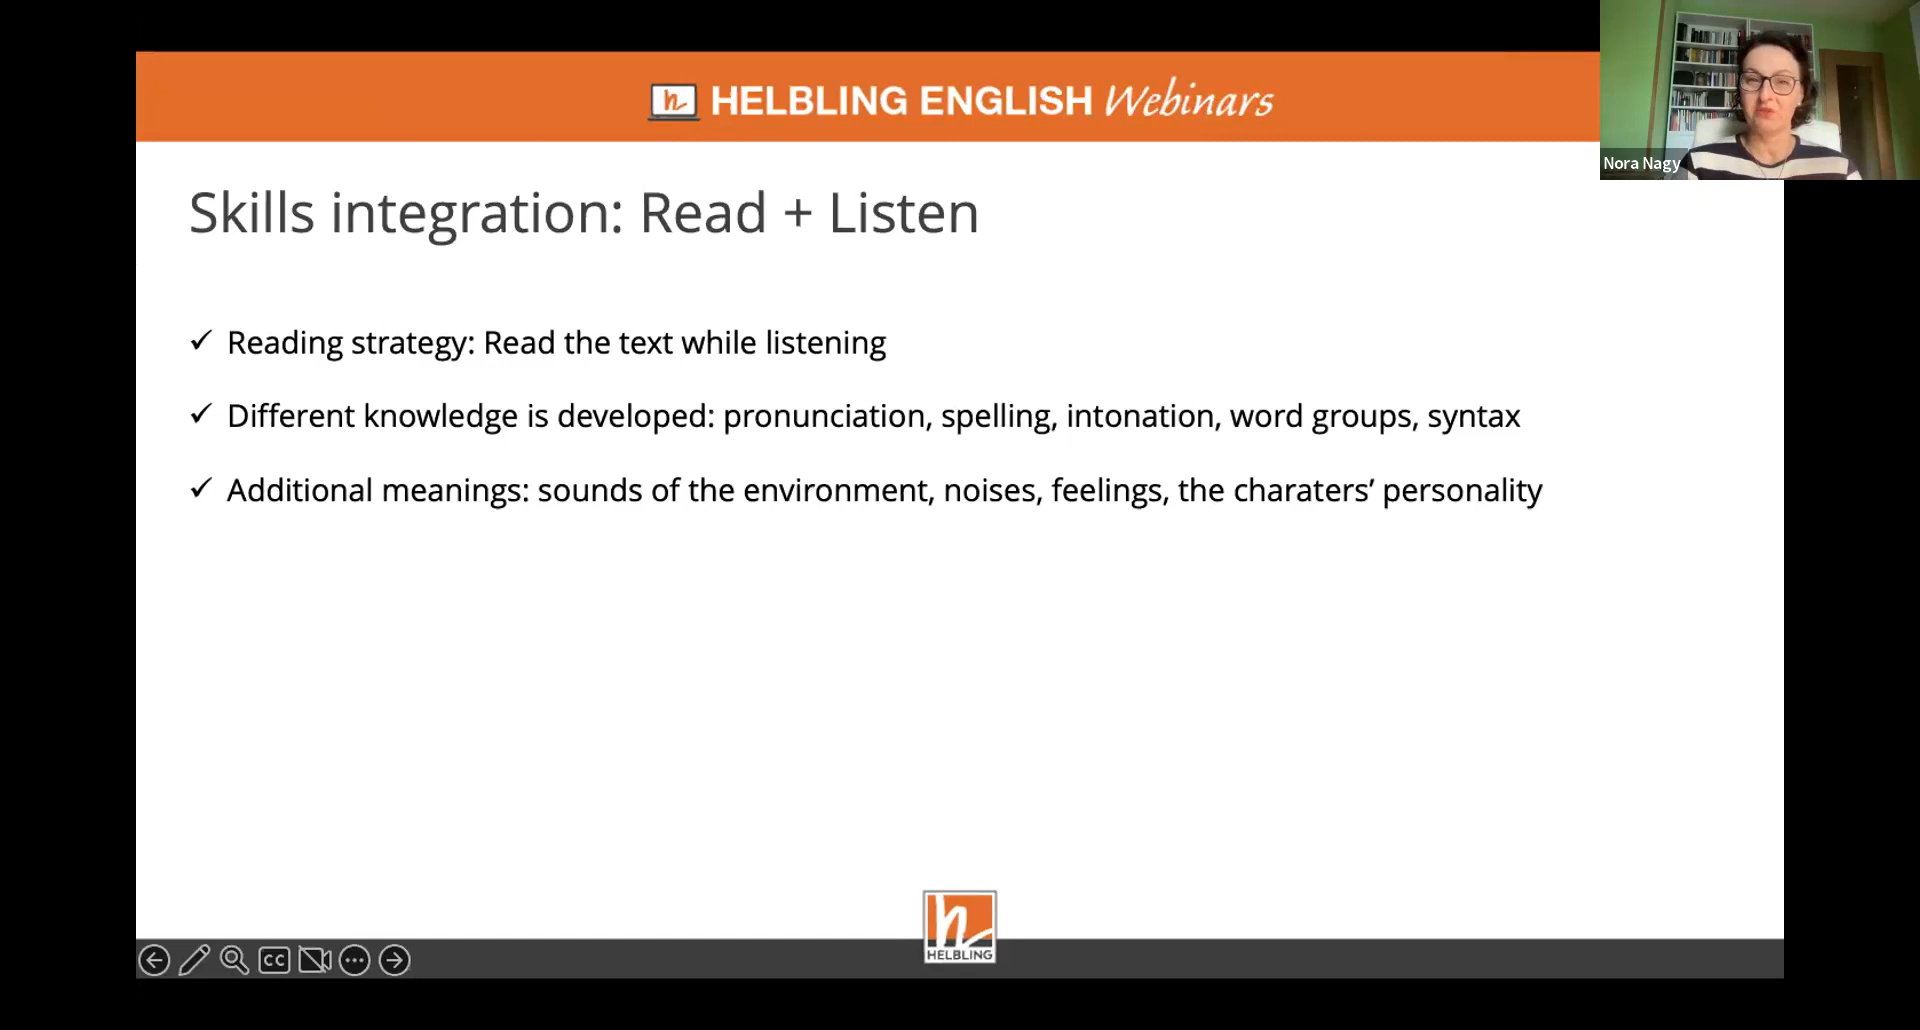 HELBLING ENGLISH Webinars
Nora Nagy
Skills integration: Read + Listen
✓ Reading strategy: Read the text while listening
✓ Different knowledge is developed: pronunciation, spelling, intonation, word groups, syntax
✓ Additional meanings: sounds of the environment, noises, feelings, the charaters’ personality
h
HELBLING
CC